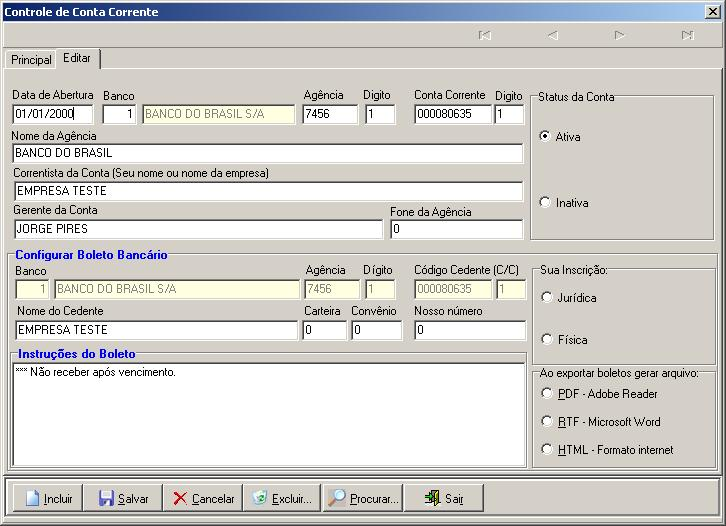 Controle de Conta Corrente
Principal Editar
Data de Abertura Banco Agência Digito Conta Corrente Digito Status da Conta
01/01/2000 1 BANCO DO BRASIL S/A 7456 1 000080635 1
Ativa
Nome da Agência
BANCO DO BRASIL
Correntista da Conta (Seu nome ou nome da empresa)
EMPRESA TESTE
Inativa
Gerente da Conta Fone da Agência
JORGE PIRES 0
Configurar Boleto Bancário
Banco Agência Dígito Código Cedente (C/C) Sua Inscrição:
1 BANCO DO BRASIL S/A 7456 1 000080635 1
Jurídica
Nome do Cedente Carteira Convênio Nosso número
EMPRESA TESTE 0 0 0
Física
Instruções do Boleto
*** Não receber após vencimento.
Ao exportar boletos gerar arquivo:
PDF - Adobe Reader
RTF - Microsoft Word
HTML - Formato internet
Incluir Salvar Cancelar Excluir... Procurar... Sair